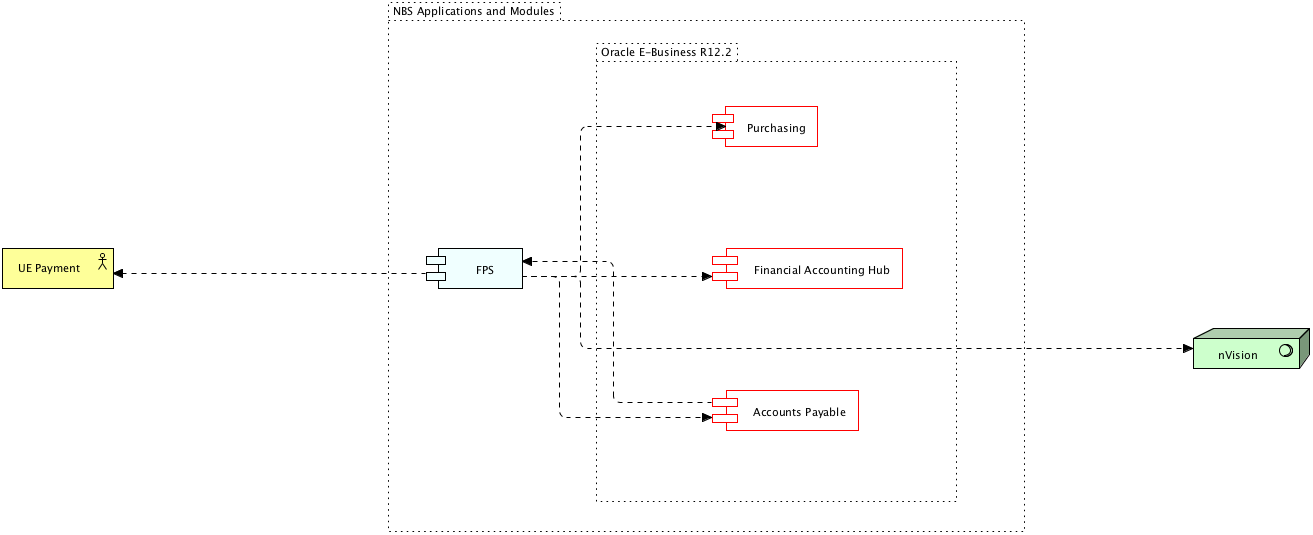 NBS Applications and Modules
Oracle E-Business R12.2
Purchasing
UE Payment
FPS
Financial Accounting Hub
nVision
Accounts Payable